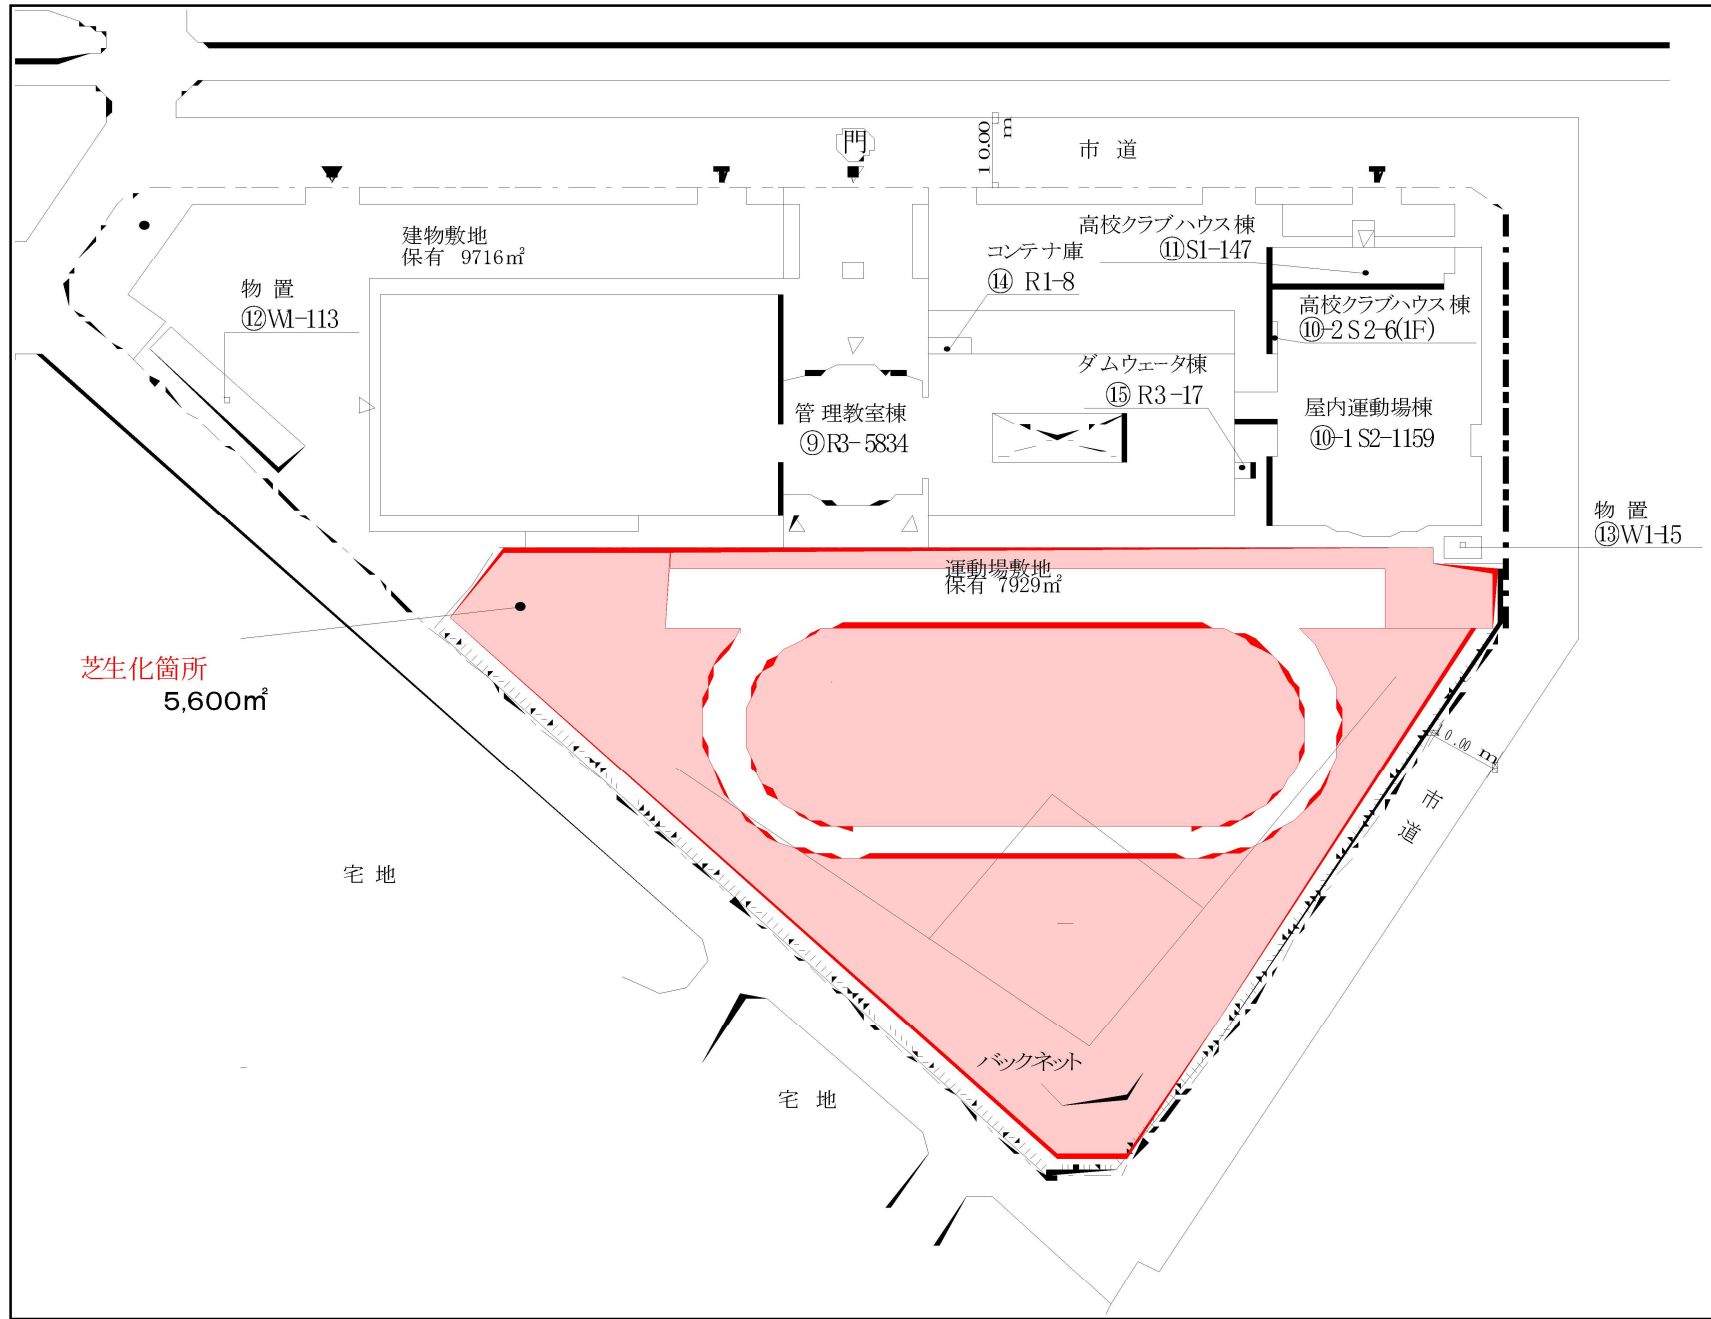 門
10.00 m
市 道
建物敷地
保有 9716㎡
高校クラブハウス棟
⑪S1-147
コンテナ庫
⑭ R1-8
物 置
⑫W1-113
高校クラブハウス棟
⑩-2 S2-6(1F)
ダムウェータ棟
⑮ R3-17
管理教室棟
⑨R3-5834
屋内運動場棟
⑩-1 S2-1159
物 置
⑬W1-15
運動場敷地
保有 7929㎡
芝生化箇所
5,600㎡
市 道
宅 地
バックネット
宅 地